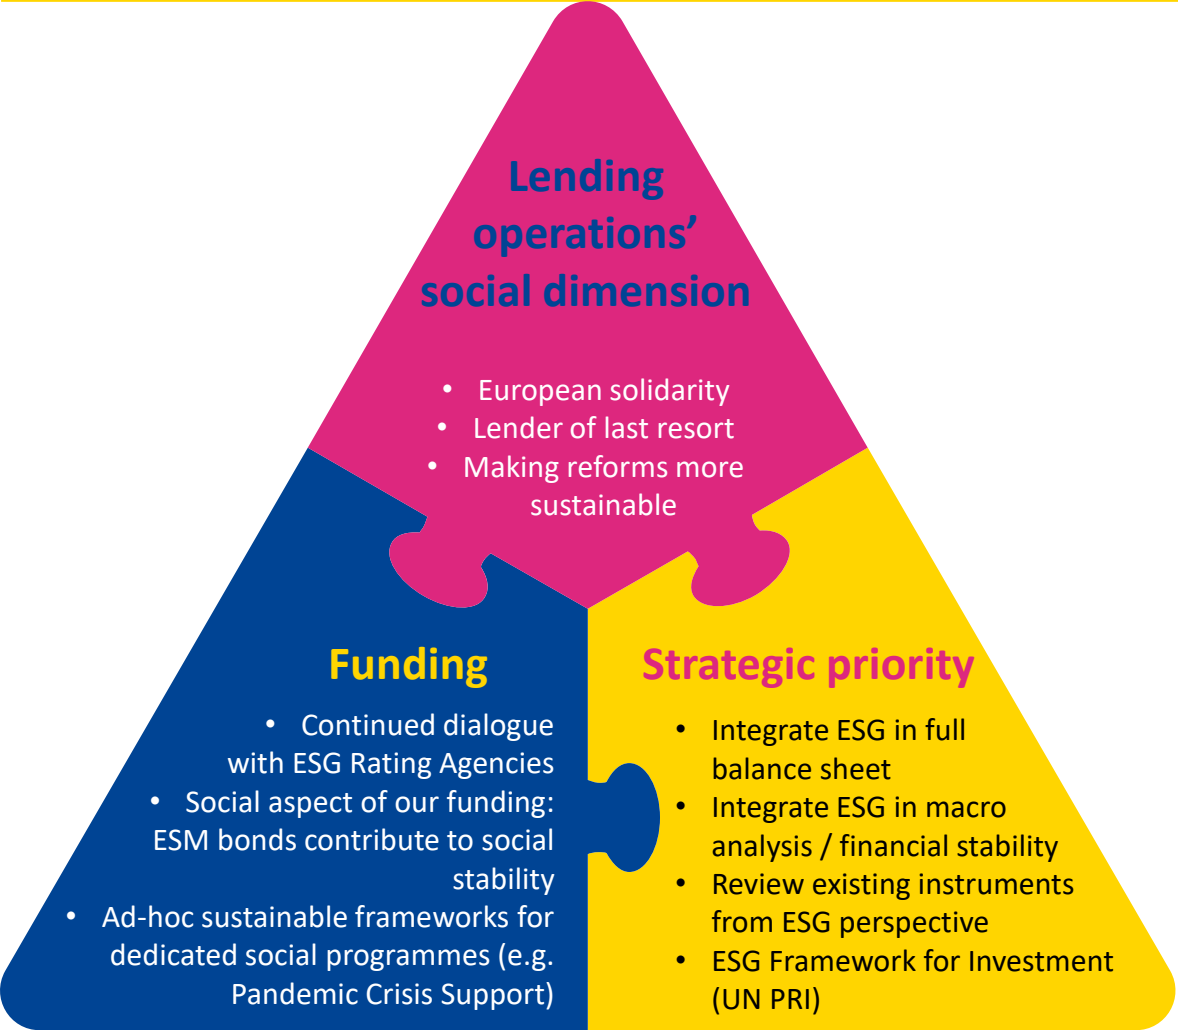 Lending
operations’
social dimension
• European solidarity
• Lender of last resort
• Making reforms more
sustainable
Funding
• Continued dialogue
with ESG Rating Agencies
• Social aspect of our funding:
ESM bonds contribute to social
stability
• Ad-hoc sustainable frameworks for
dedicated social programmes (e.g.
Pandemic Crisis Support)
Strategic priority
• Integrate ESG in full
balance sheet
• Integrate ESG in macro
analysis / financial stability
• Review existing instruments
from ESG perspective
• ESG Framework for Investment
(UN PRI)